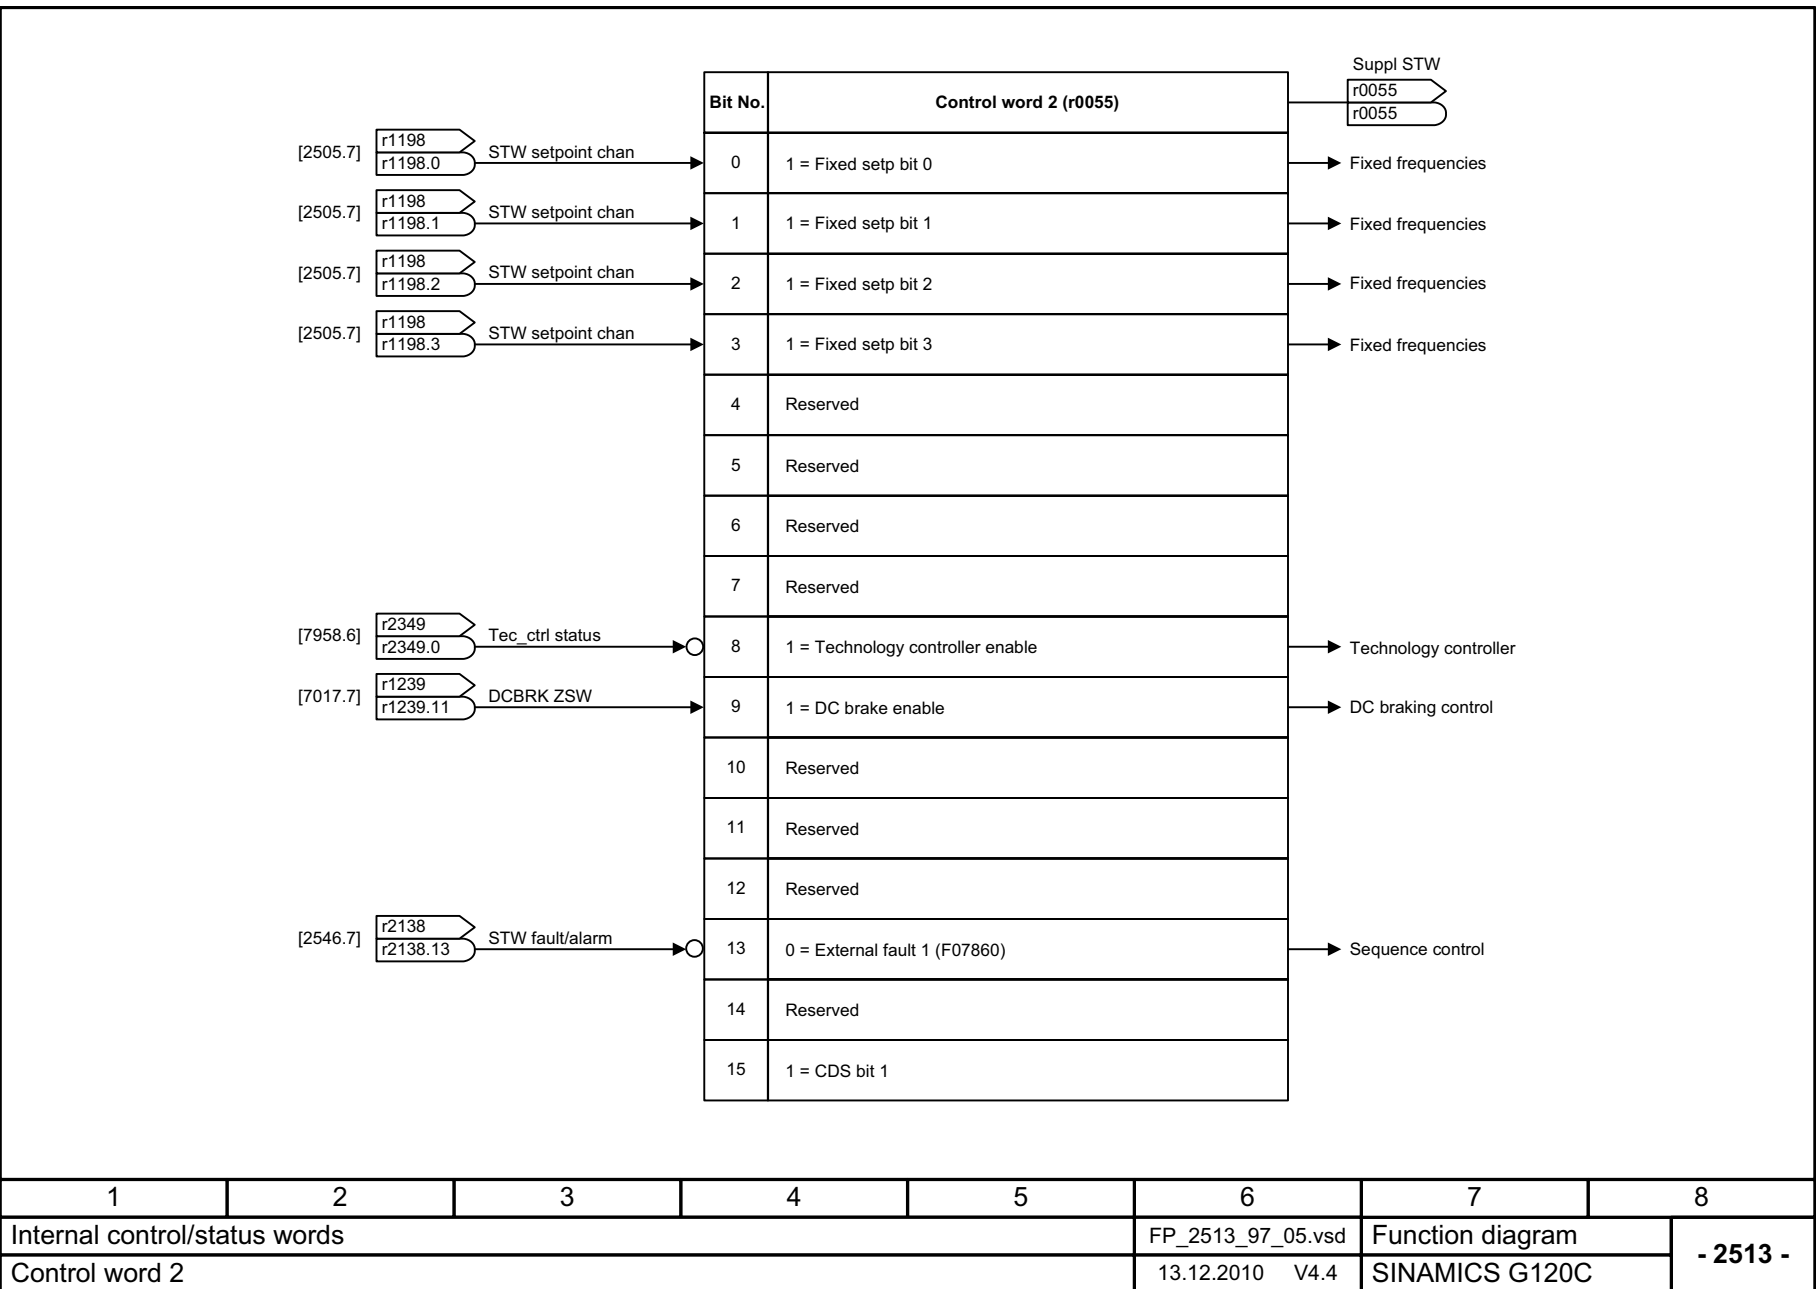 Suppl STW
r0055
r0055
Bit No. Control word 2 (r0055)
[2505.7] r1198 r1198.0 STW setpoint chan 0 1 = Fixed setp bit 0 Fixed frequencies
[2505.7] r1198 r1198.1 STW setpoint chan 1 1 = Fixed setp bit 1 Fixed frequencies
[2505.7] r1198 r1198.2 STW setpoint chan 2 1 = Fixed setp bit 2 Fixed frequencies
[2505.7] r1198 r1198.3 STW setpoint chan 3 1 = Fixed setp bit 3 Fixed frequencies
4 Reserved
5 Reserved
6 Reserved
7 Reserved
[7958.6] r2349 r2349.0 Tec_ctrl status 8 1 = Technology controller enable Technology controller
[7017.7] r1239 r1239.11 DCBRK ZSW 9 1 = DC brake enable DC braking control
10 Reserved
11 Reserved
12 Reserved
[2546.7] r2138 r2138.13 STW fault/alarm 13 0 = External fault 1 (F07860) Sequence control
14 Reserved
15 1 = CDS bit 1
1 2 3 4 5 6 7 8
Internal control/status words FP_2513_97_05.vsd Function diagram - 2513 -
Control word 2 13.12.2010 V4.4 SINAMICS G120C